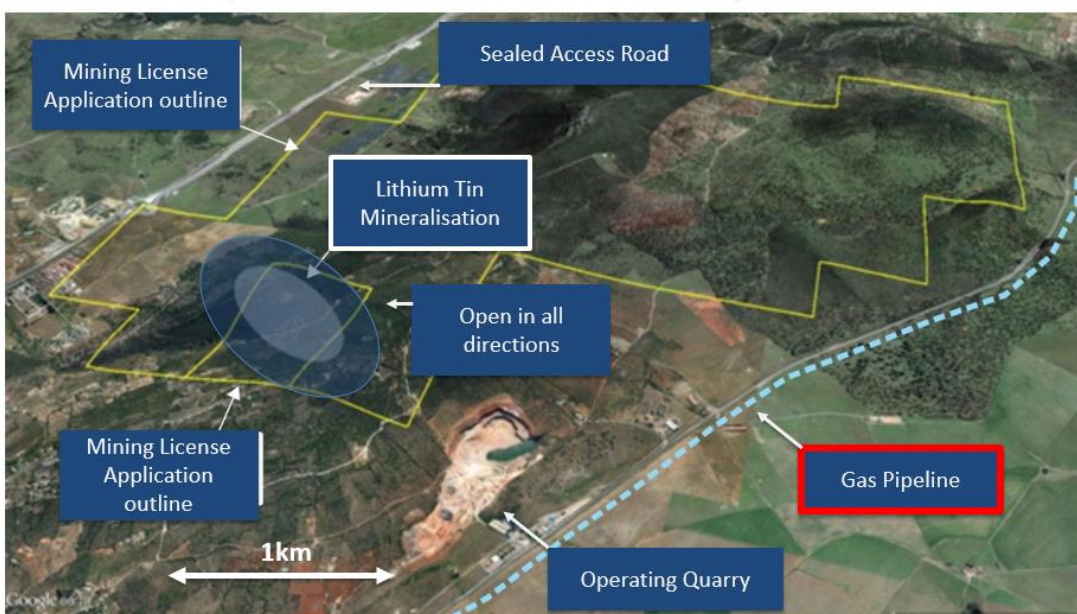 Sealed Access Road
Mining License
Application outline
Lithium Tin
Mineralisation
Open in all
directions
Mining License
Application
outline
Gas Pipeline
1km
Operating Quarry
Google